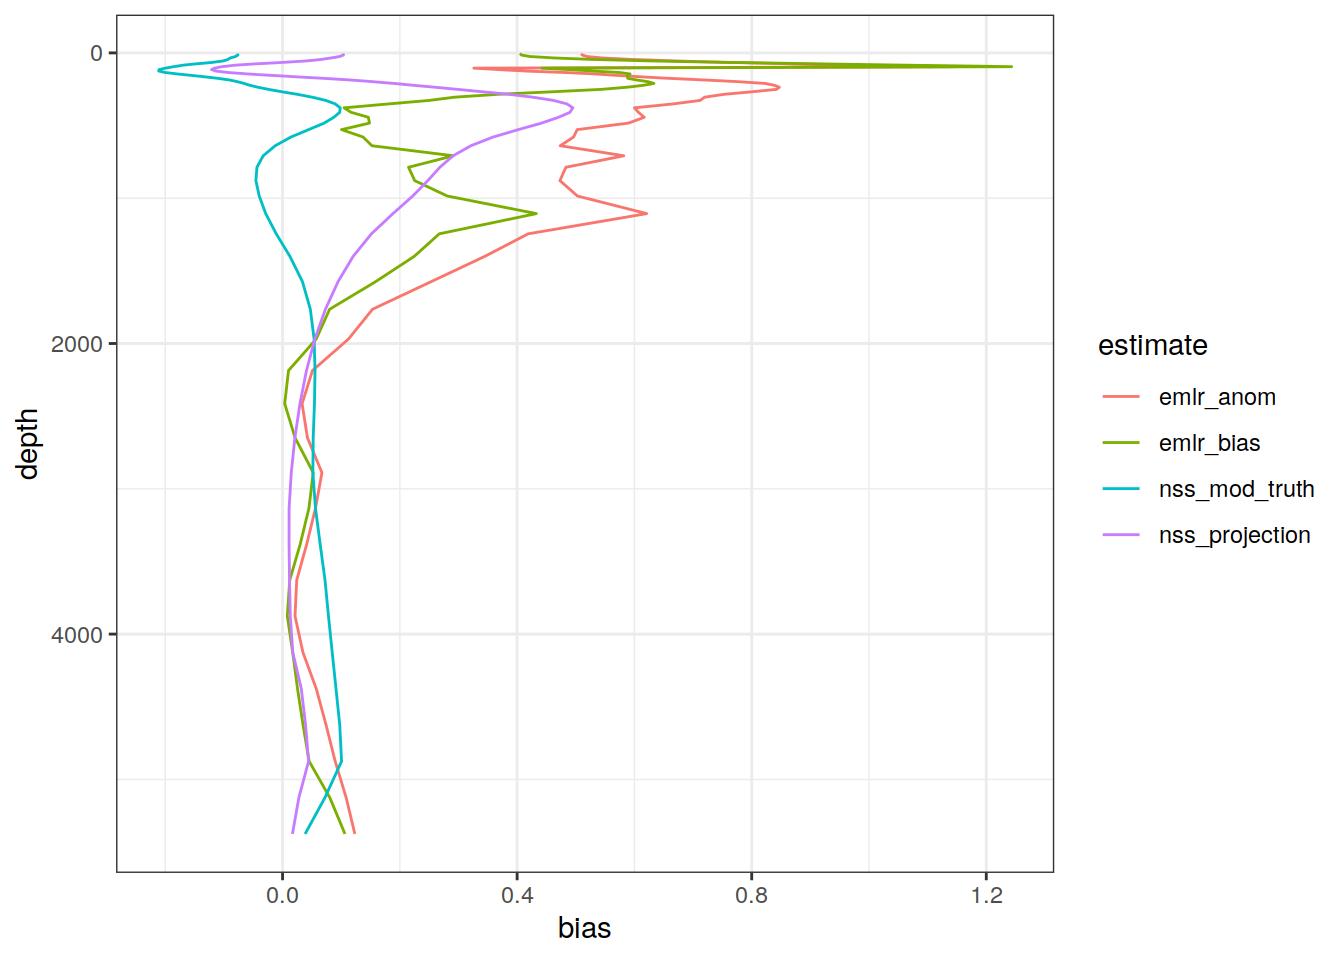 0
2000
4000
depth
0.0
0.4
0.8
1.2
bias
estimate
emlr_anom
emlr_bias
nss_mod_truth
nss_projection